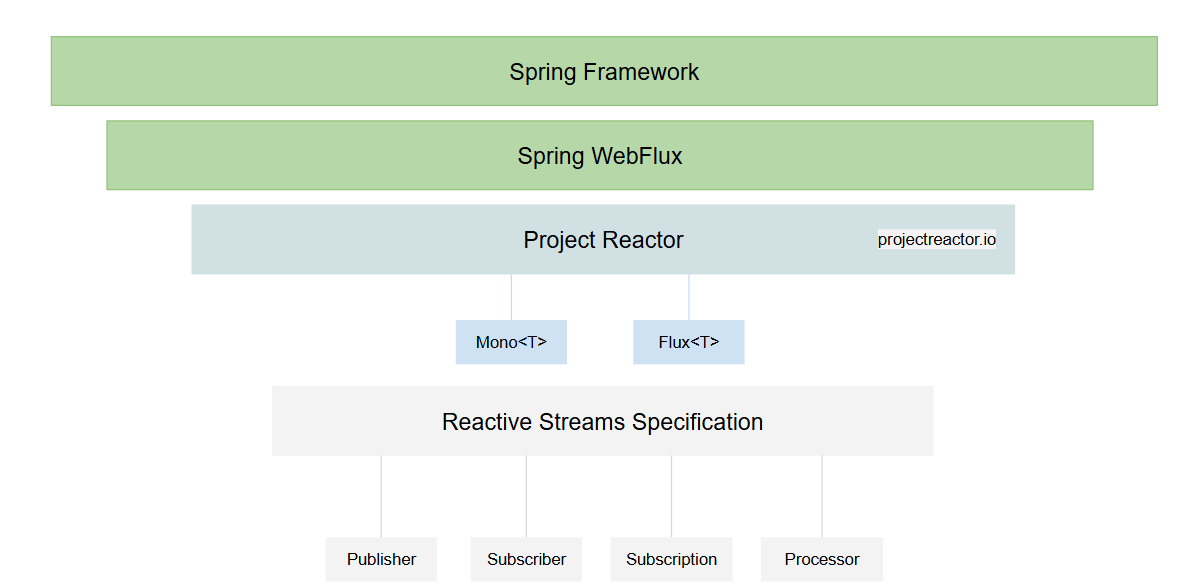 Spring Framework
Spring WebFlux
Project Reactor
projectreactor.io
Mono<T>
Flux<T>
Reactive Streams Specification
Publisher
Subscriber
Subscription
Processor